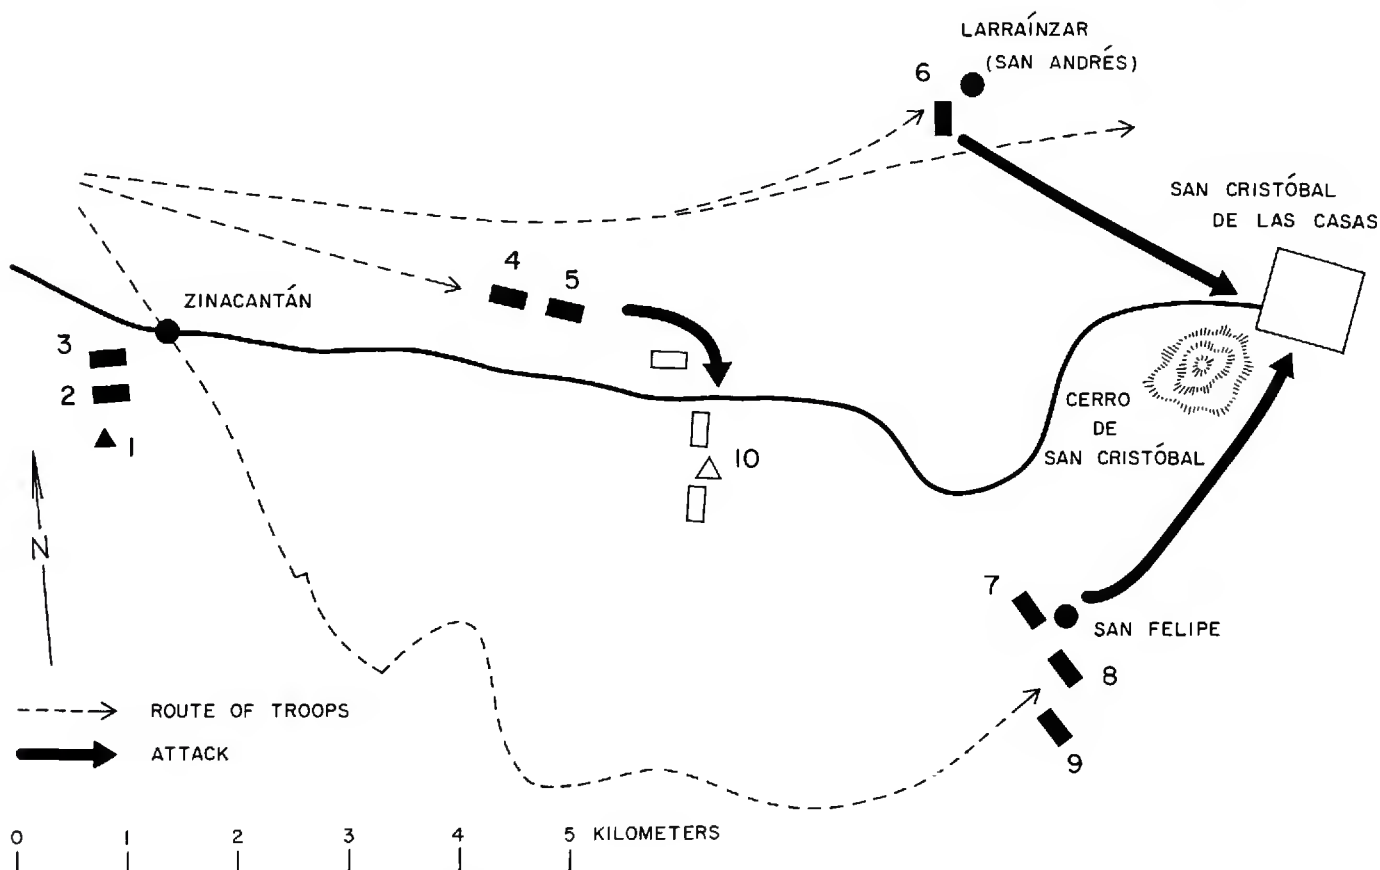 LARRAÍNZAR
(SAN ANDRÉS)
6
SAN CRISTÓBAL
DE LAS CASAS
4
5
ZINACANTÁN
3
2
1
CERRO
DE
SAN CRISTÓBAL
10
N
7
SAN FELIPE
8
9
ROUTE OF TROOPS
ATTACK
0 1 2 3 4 5 KILOMETERS